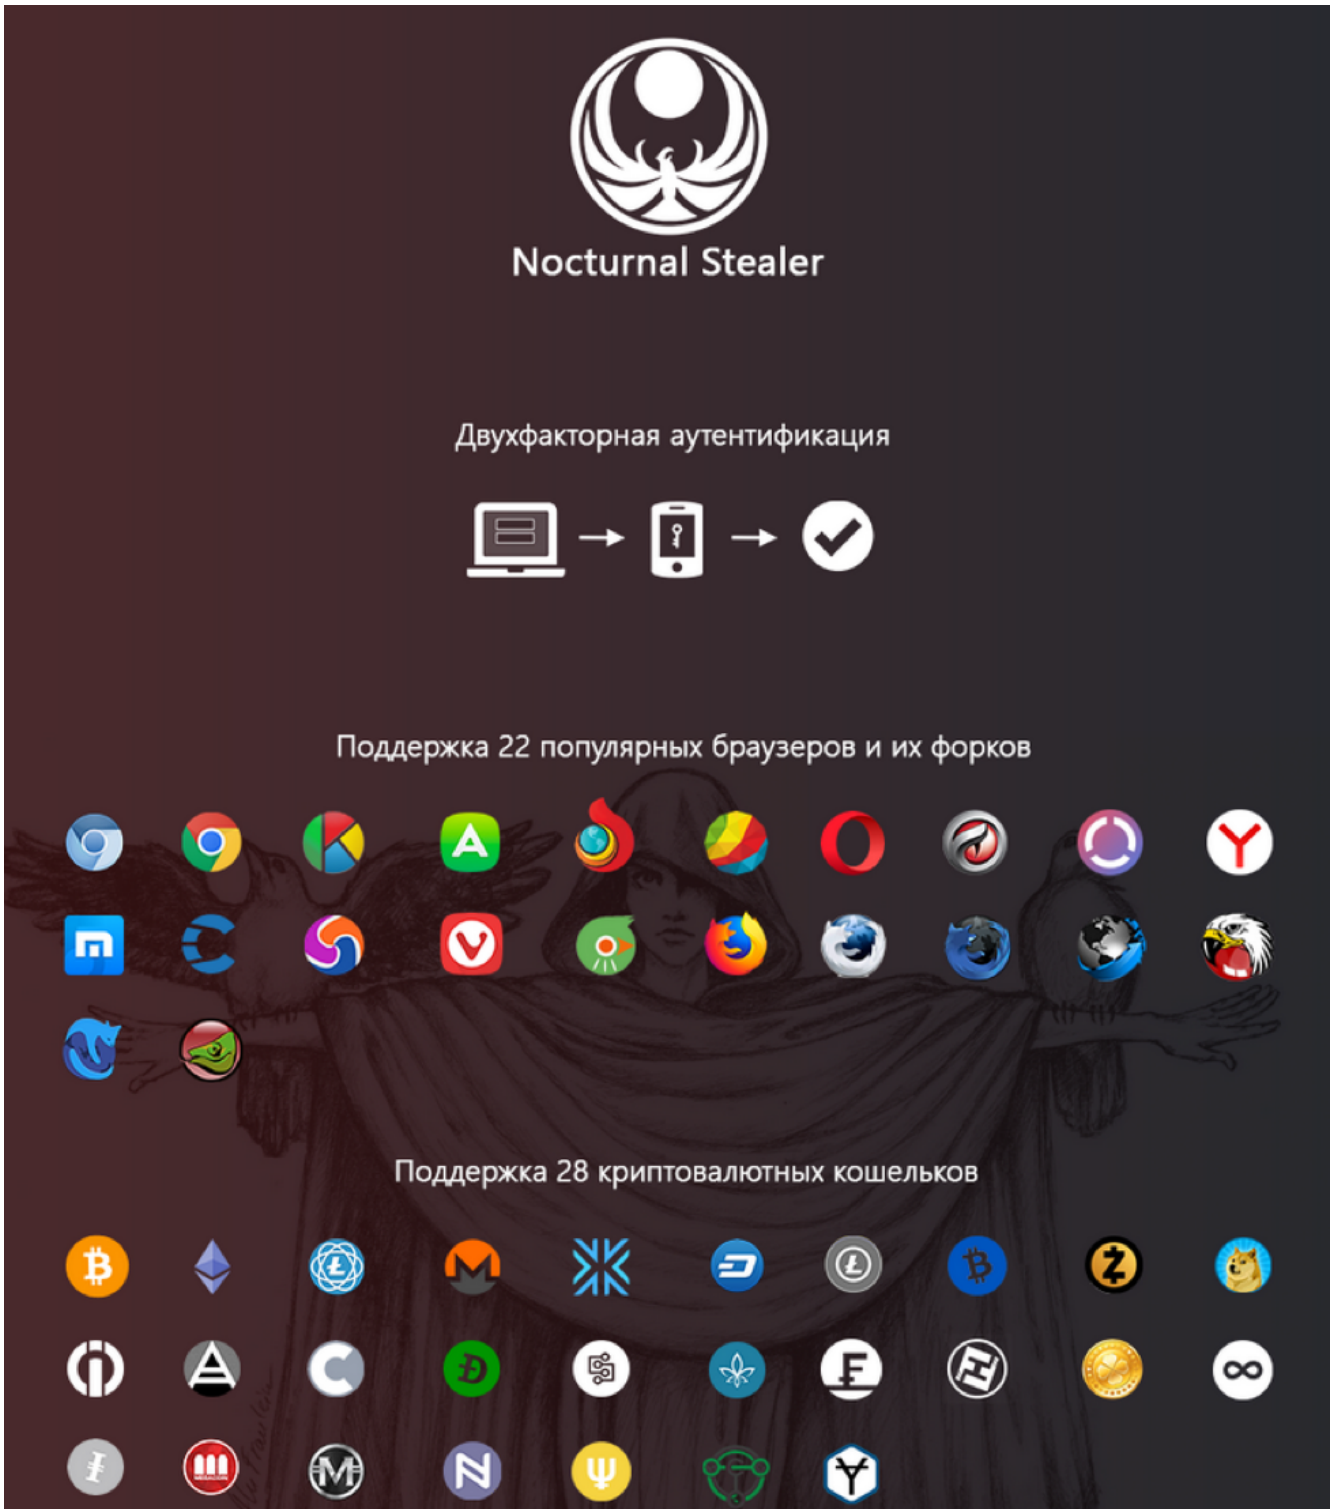 Nocturnal Stealer
Двухфакторная аутентификация
Поддержка 22 популярных браузеров и их форков
Поддержка 28 криптовалютных кошельков